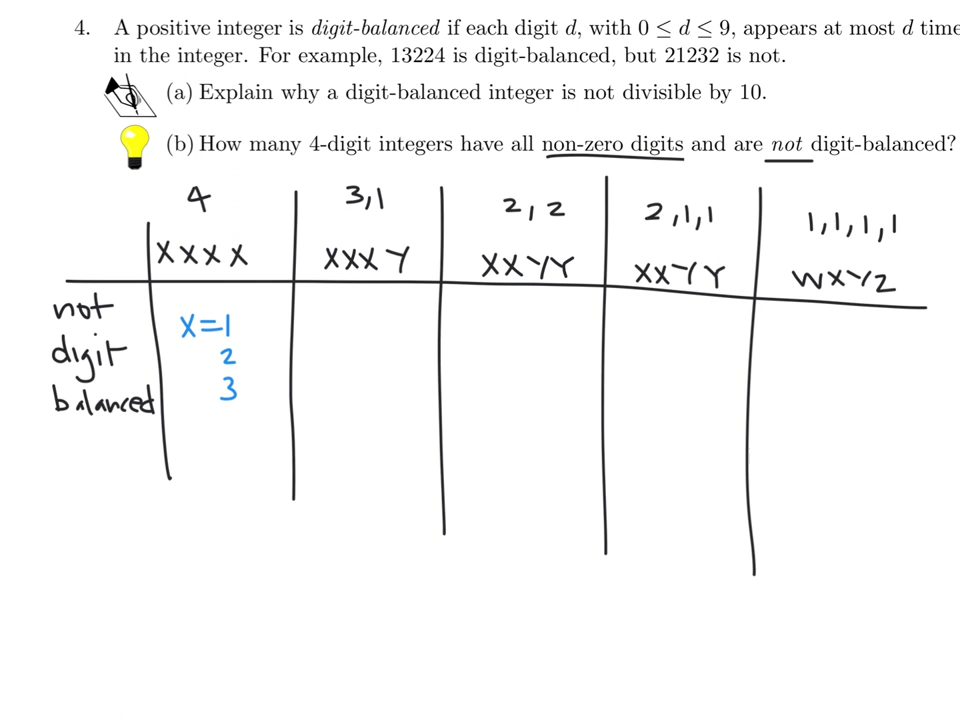 4. A positive integer is digit-balanced if each digit d, with 0 ≤ d ≤ 9, appears at most d time
in the integer. For example, 13224 is digit-balanced, but 21232 is not.
(a) Explain why a digit-balanced integer is not divisible by 10.
(b) How many 4-digit integers have all non-zero digits and are not digit-balanced?
4 3,1 2,2 2,1,1 1,1,1,1
XXXX XXXY XXYY XXYY WXYZ
not
digit
balanced
X=1
2
3